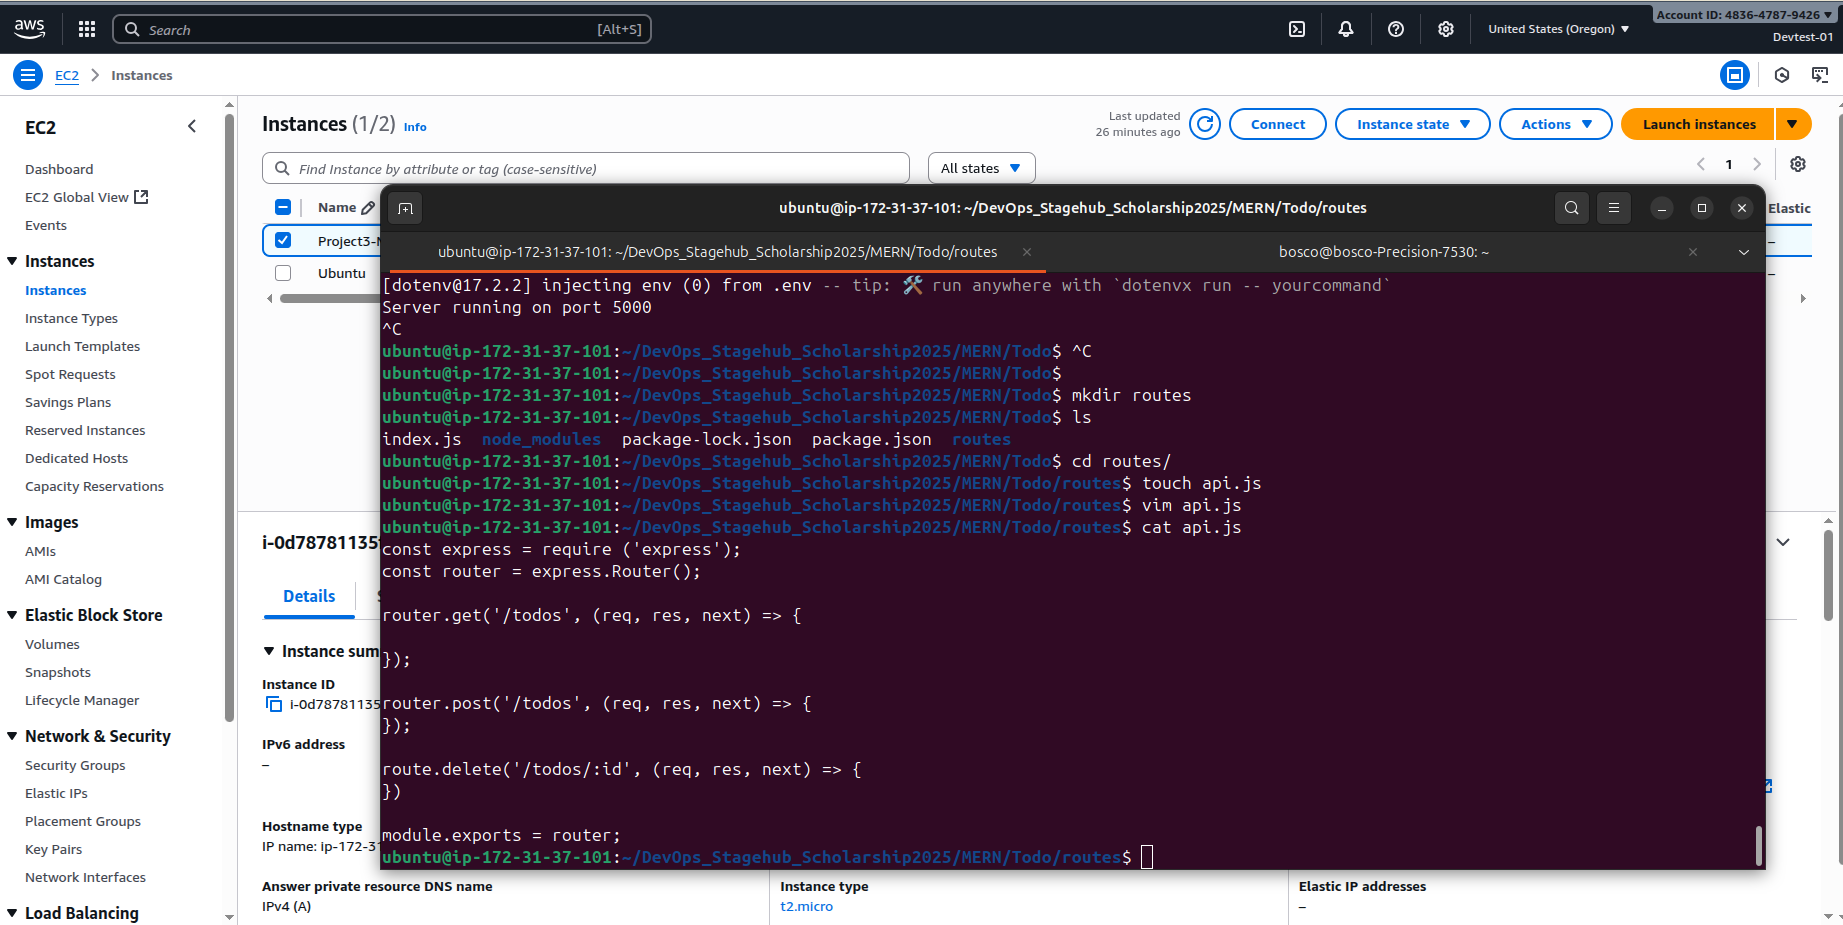 aws
Search [Alt+S]
United States (Oregon)
Account ID: 4836-4787-9426
Devtest-01
EC2 Instances
EC2
Dashboard
EC2 Global View
Events
Instances
Instances
Instance Types
Launch Templates
Spot Requests
Savings Plans
Reserved Instances
Dedicated Hosts
Capacity Reservations
Images
AMIs
AMI Catalog
Elastic Block Store
Volumes
Snapshots
Lifecycle Manager
Network & Security
Security Groups
Elastic IPs
Placement Groups
Key Pairs
Network Interfaces
Load Balancing
Instances (1/2) Info
Last updated
26 minutes ago
Connect
Instance state
Actions
Launch instances
Find Instance by attribute or tag (case-sensitive)
All states
1
Name
Elastic
Project3-
–
Ubuntu
–
ubuntu@ip-172-31-37-101: ~/DevOps_Stagehub_Scholarship2025/MERN/Todo/routes
ubuntu@ip-172-31-37-101: ~/DevOps_Stagehub_Scholarship2025/MERN/Todo/routes
bosco@bosco-Precision-7530: ~
[dotenv@17.2.2] injecting env (0) from .env -- tip: 🛠️ run anywhere with `dotenvx run -- yourcommand`
Server running on port 5000
^C
ubuntu@ip-172-31-37-101:~/DevOps_Stagehub_Scholarship2025/MERN/Todo$ ^C
ubuntu@ip-172-31-37-101:~/DevOps_Stagehub_Scholarship2025/MERN/Todo$
ubuntu@ip-172-31-37-101:~/DevOps_Stagehub_Scholarship2025/MERN/Todo$ mkdir routes
ubuntu@ip-172-31-37-101:~/DevOps_Stagehub_Scholarship2025/MERN/Todo$ ls
index.js node_modules package-lock.json package.json routes
ubuntu@ip-172-31-37-101:~/DevOps_Stagehub_Scholarship2025/MERN/Todo$ cd routes/
ubuntu@ip-172-31-37-101:~/DevOps_Stagehub_Scholarship2025/MERN/Todo/routes$ touch api.js
ubuntu@ip-172-31-37-101:~/DevOps_Stagehub_Scholarship2025/MERN/Todo/routes$ vim api.js
ubuntu@ip-172-31-37-101:~/DevOps_Stagehub_Scholarship2025/MERN/Todo/routes$ cat api.js
const express = require ('express');
const router = express.Router();
router.get('/todos', (req, res, next) => {
});
router.post('/todos', (req, res, next) => {
});
route.delete('/todos/:id', (req, res, next) => {
})
module.exports = router;
ubuntu@ip-172-31-37-101:~/DevOps_Stagehub_Scholarship2025/MERN/Todo/routes$
i-0d78781135
Details
Instance sum
Instance ID
i-0d78781135
IPv6 address
–
Hostname type
IP name: ip-172-3
Answer private resource DNS name
IPv4 (A)
Instance type
t2.micro
Elastic IP addresses
–